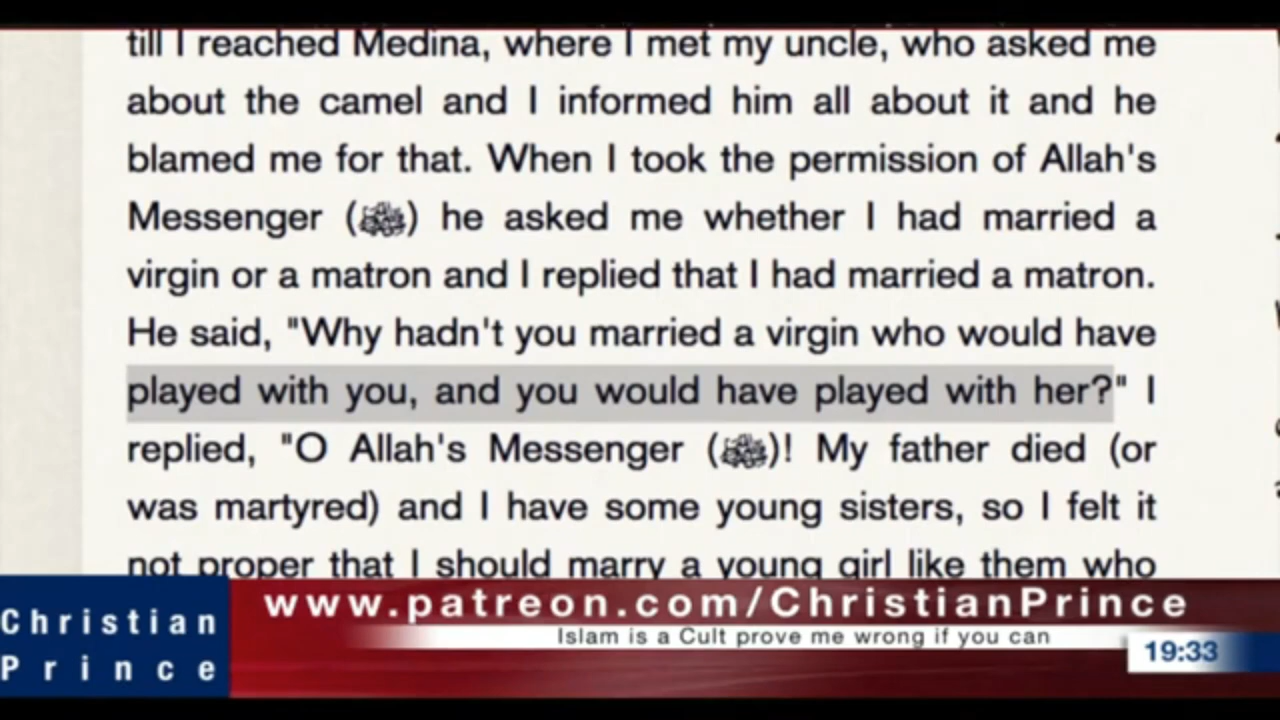 till I reached Medina, where I met my uncle, who asked me
about the camel and I informed him all about it and he
blamed me for that. When I took the permission of Allah's
Messenger (ﷺ) he asked me whether I had married a
virgin or a matron and I replied that I had married a matron.
He said, "Why hadn't you married a virgin who would have
played with you, and you would have played with her?" I
replied, "O Allah's Messenger (ﷺ)! My father died (or
was martyred) and I have some young sisters, so I felt it
not proper that I should marry a young girl like them who
Christian
Prince
www.patreon.com/ChristianPrince
Islam is a Cult prove me wrong if you can
19:33